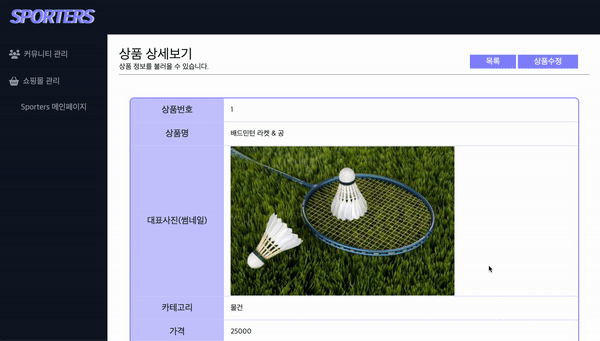 SPORTERS
커뮤니티 관리
쇼핑몰 관리
Sporters 메인페이지
상품 상세보기
상품 정보를 불러올 수 있습니다.
목록
상품수정
상품번호
1
상품명
배드민턴 라켓 & 공
대표사진(썸네일)
카테고리
물건
가격
25000